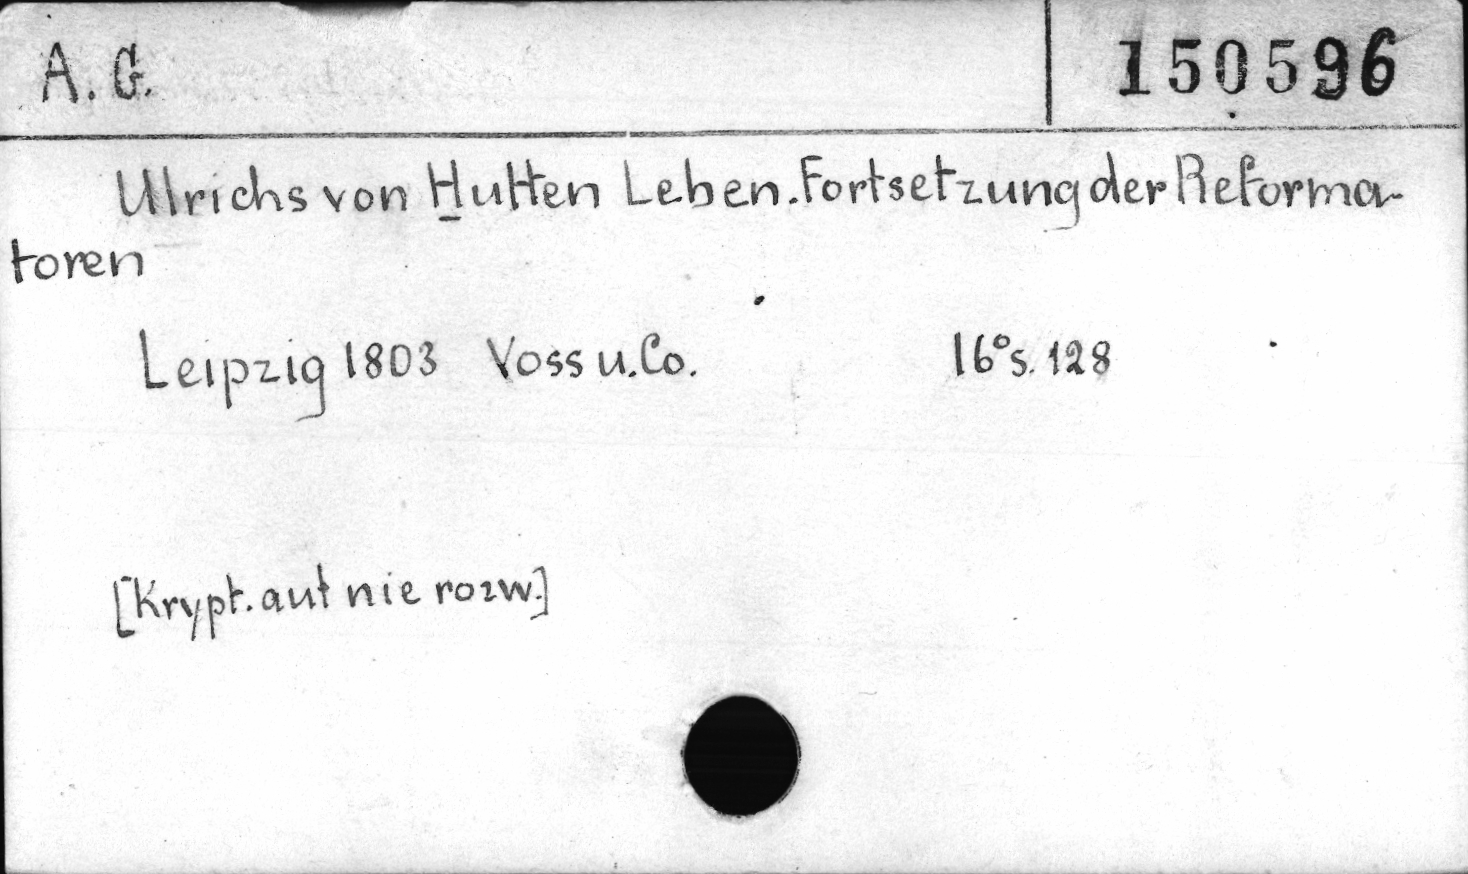 A. G.
150596
Ulrichs von Hutten Leben. Fortsetzung der Reforma-
toren
Leipzig 1803 Voss u. Co. 16° s. 128
[Krypt. aut nie rozw.]